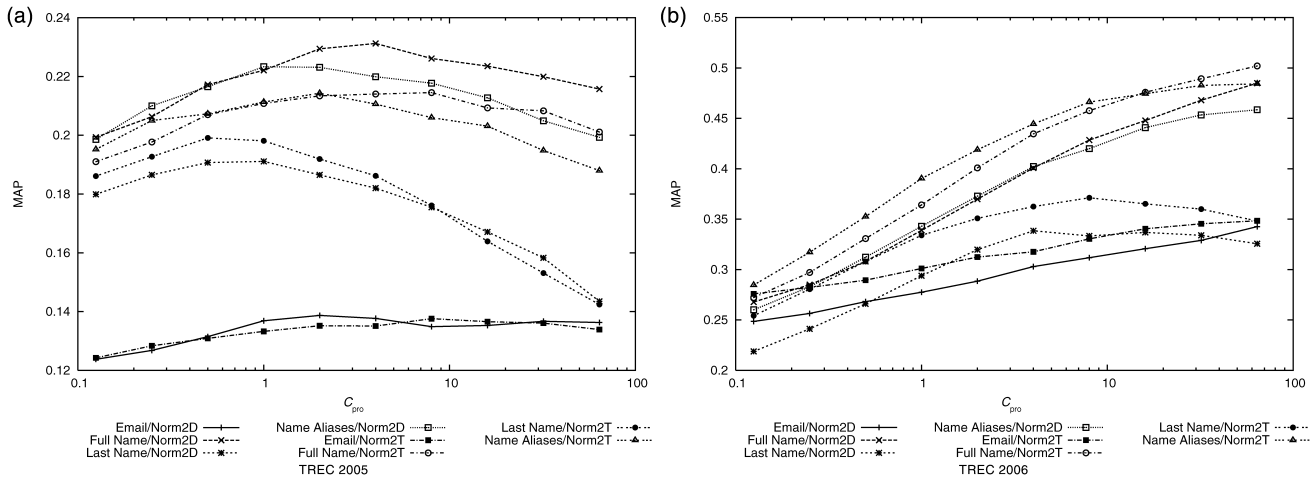 (a)
0.24
0.22
0.2
0.18
0.16
0.14
0.12
MAP
0.1 1 10 100
C pro
Email/Norm2D Name Aliases/Norm2D Last Name/Norm2T
Full Name/Norm2D Email/Norm2T Name Aliases/Norm2T
Last Name/Norm2D Full Name/Norm2T
TREC 2005
(b)
0.55
0.5
0.45
0.4
0.35
0.3
0.25
0.2
MAP
0.1 1 10 100
C pro
Email/Norm2D Name Aliases/Norm2D Last Name/Norm2T
Full Name/Norm2D Email/Norm2T Name Aliases/Norm2T
Last Name/Norm2D Full Name/Norm2T
TREC 2006